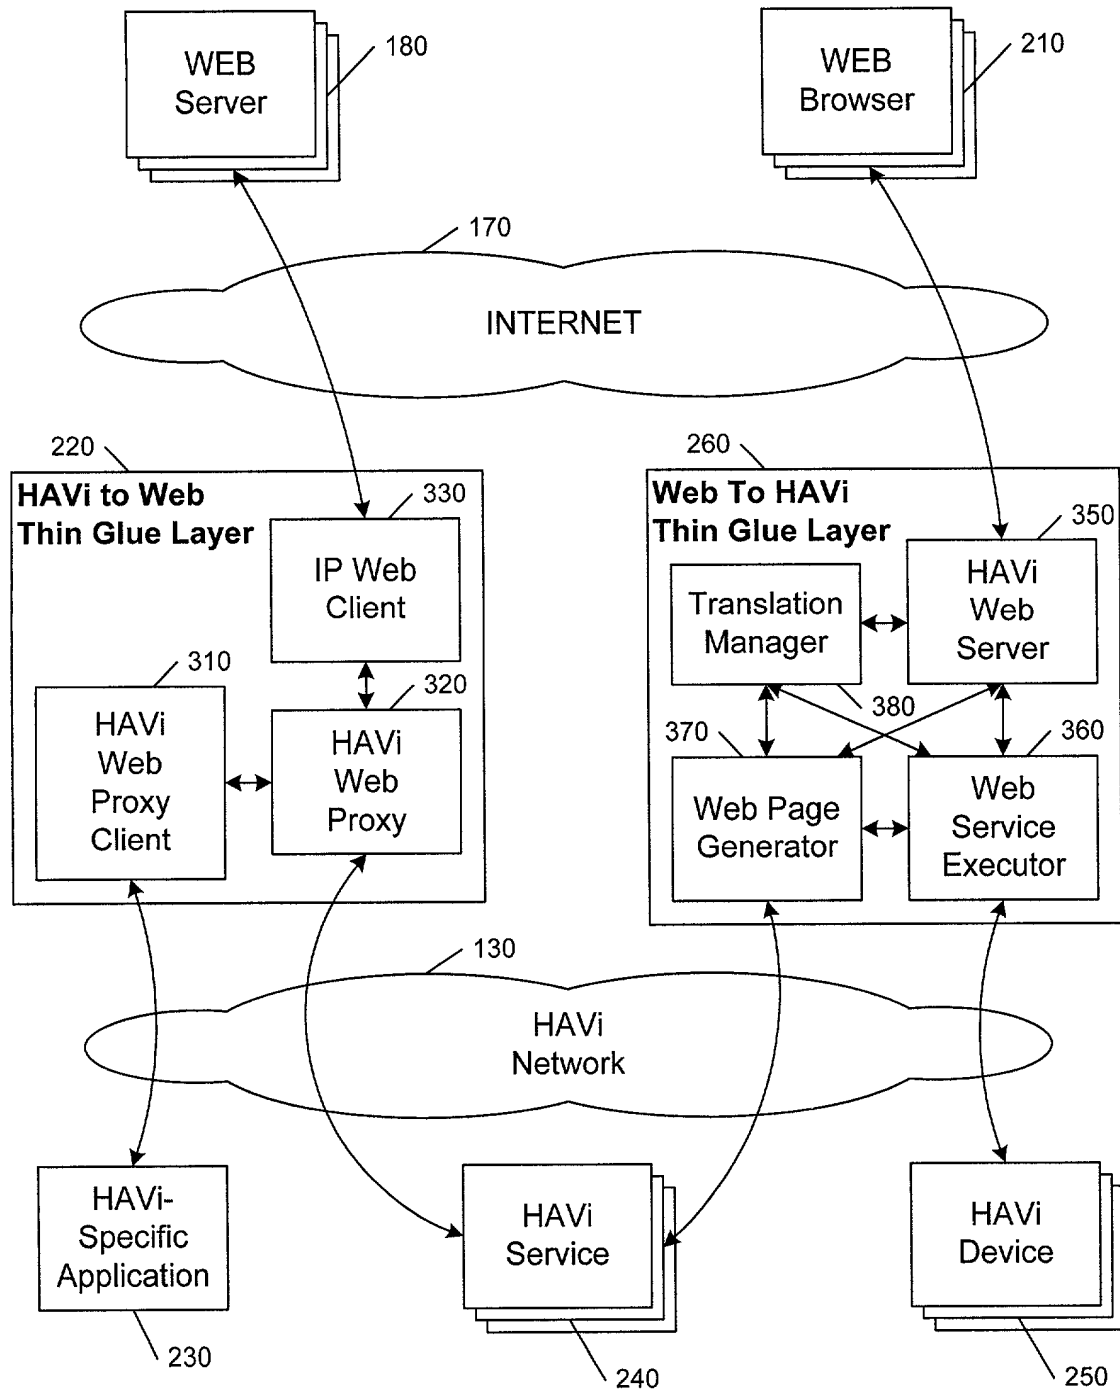 WEB
Server
180
WEB
Browser
210
170
INTERNET
220
HAVi to Web
Thin Glue Layer
330
IP Web
Client
310
320
HAVi
Web
Proxy
Client
HAVi
Web
Proxy
260
Web To HAVi
Thin Glue Layer
350
Translation
Manager
HAVi
Web
Server
380
370
360
Web Page
Generator
Web
Service
Executor
130
HAVi
Network
HAVi-
Specific
Application
230
HAVi
Service
240
HAVi
Device
250